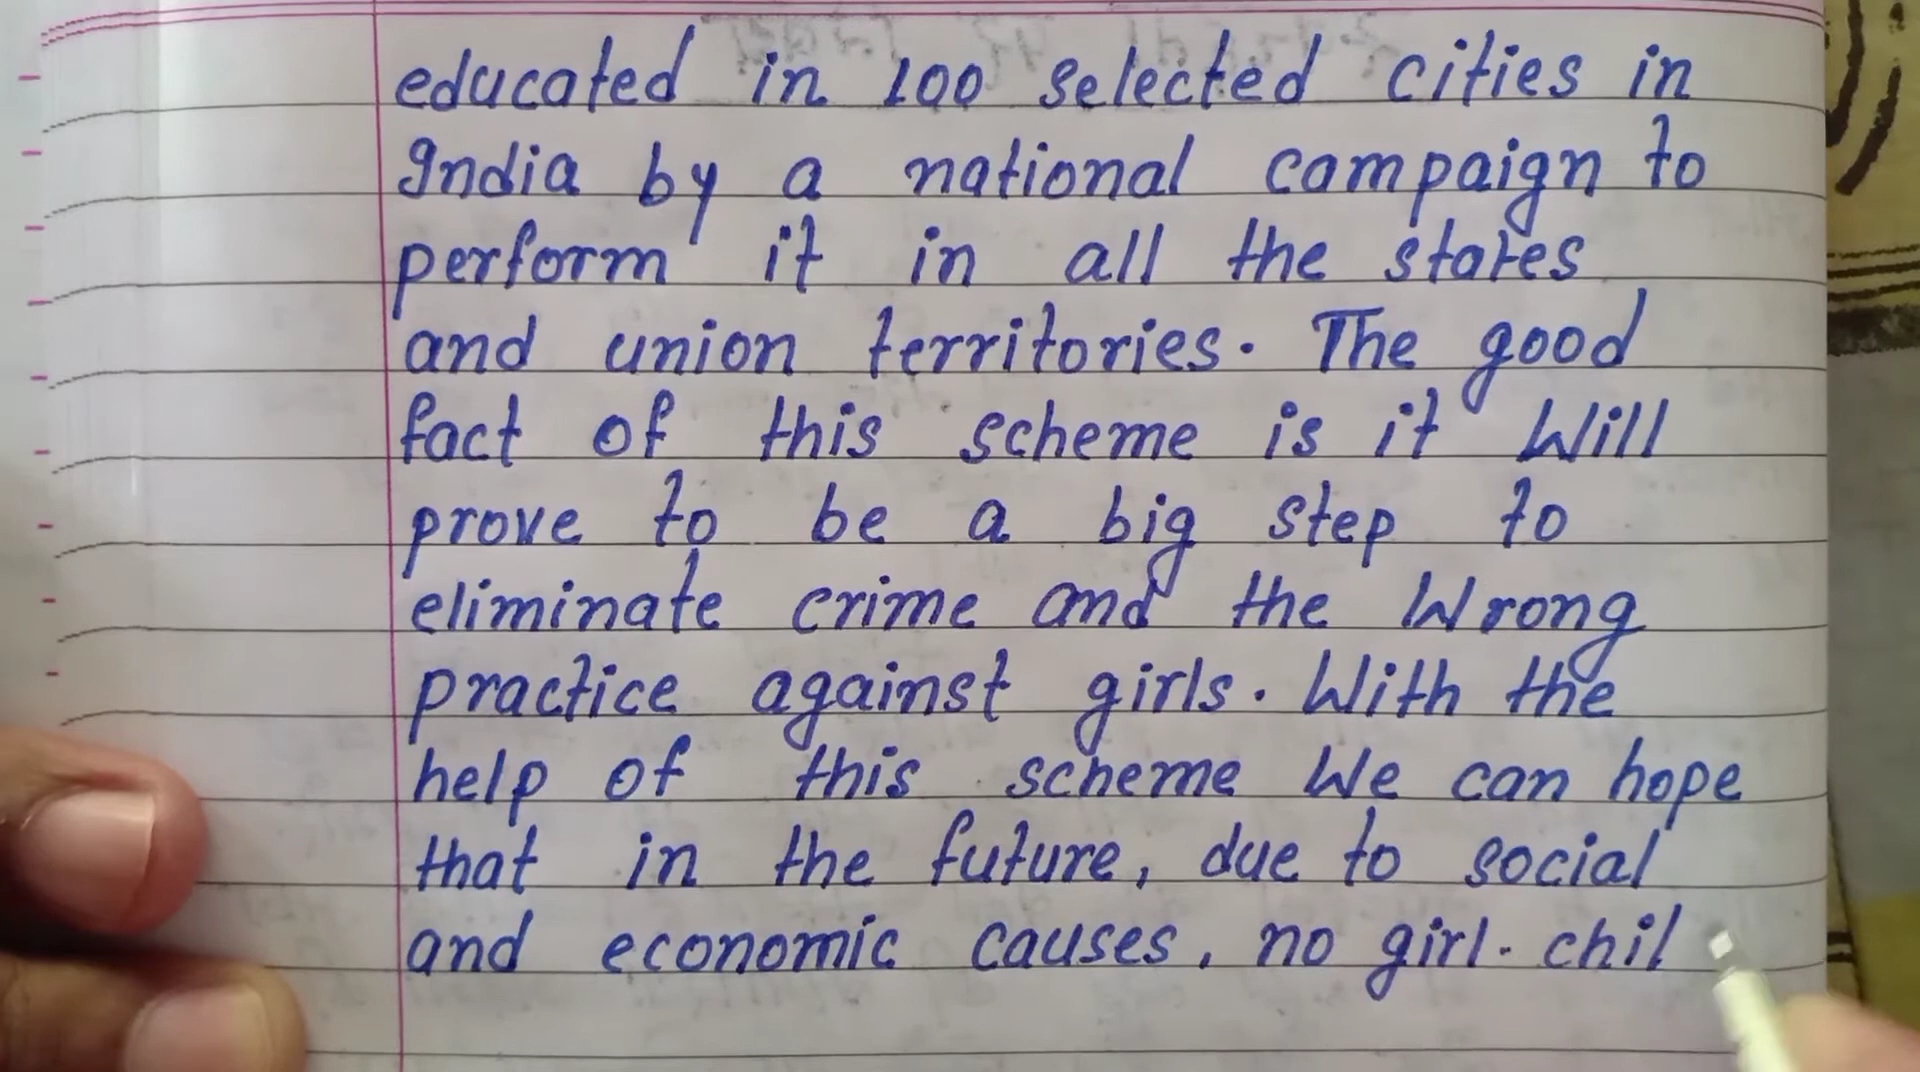 educated in 100 selected cities in
India by a national campaign to
perform it in all the states
and union territories. The good
fact of this scheme is it Will
prove to be a big step to
eliminate crime and the Wrong
practice against girls. With the
help of this scheme We can hope
that in the future, due to social
and economic causes, no girl. chil